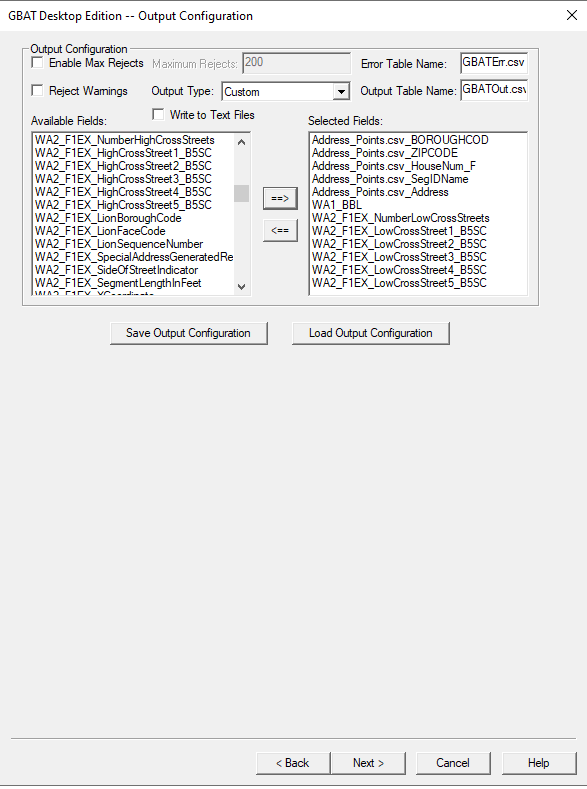 GBAT Desktop Edition -- Output Configuration
Output Configuration
Enable Max Rejects Maximum Rejects: 200 Error Table Name: GBATErr.csv
Reject Warnings Output Type: Custom Output Table Name: GBATOut.csv
Write to Text Files
Available Fields:
WA2_F1EX_NumberHighCrossStreets
WA2_F1EX_HighCrossStreet1_B5SC
WA2_F1EX_HighCrossStreet2_B5SC
WA2_F1EX_HighCrossStreet3_B5SC
WA2_F1EX_HighCrossStreet4_B5SC
WA2_F1EX_HighCrossStreet5_B5SC
WA2_F1EX_LionBoroughCode
WA2_F1EX_LionFaceCode
WA2_F1EX_LionSequenceNumber
WA2_F1EX_SpecialAddressGeneratedRe
WA2_F1EX_SideOfStreetIndicator
WA2_F1EX_SegmentLengthInFeet
WA2_F1EX_XCoordinate
==>
<==
Selected Fields:
Address_Points.csv_BOROUGHCOD
Address_Points.csv_ZIPCODE
Address_Points.csv_HouseNum_F
Address_Points.csv_SegIDName
Address_Points.csv_Address
WA1_BBL
WA2_F1EX_NumberLowCrossStreets
WA2_F1EX_LowCrossStreet1_B5SC
WA2_F1EX_LowCrossStreet2_B5SC
WA2_F1EX_LowCrossStreet3_B5SC
WA2_F1EX_LowCrossStreet4_B5SC
WA2_F1EX_LowCrossStreet5_B5SC
Save Output Configuration Load Output Configuration
< Back Next > Cancel Help